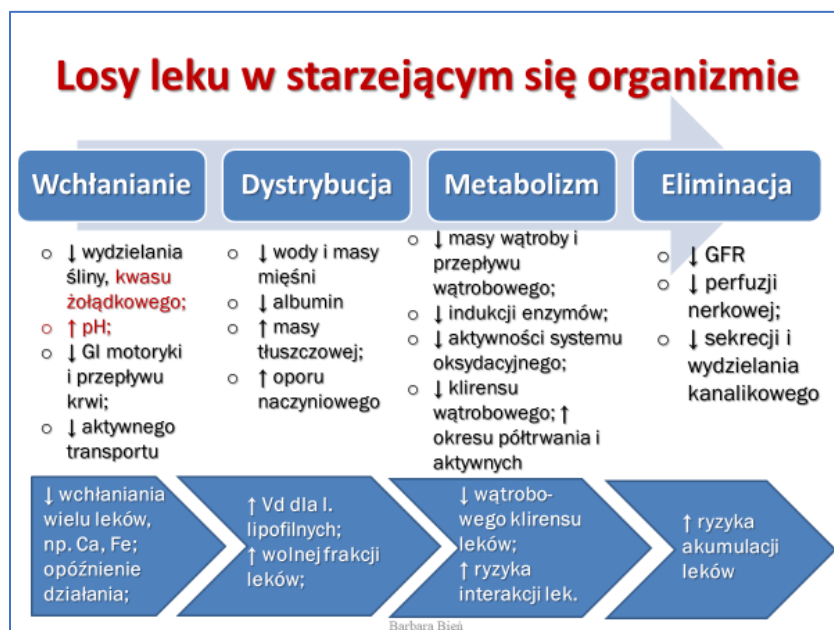 Losy leku w starzejącym się organizmie
Wchłanianie
Dystrybucja
Metabolizm
Eliminacja
o ↓ wydzielania
śliny, kwasu
żołądkowego;
o ↑ pH;
o ↓ GI motoryki
i przepływu
krwi;
o ↓ aktywnego
transportu
o ↓ wody i masy
mięśni
o ↓ albumin
o ↑ masy
tłuszczowej;
o ↑ oporu
naczyniowego
o ↓ masy wątroby i
przepływu
wątrobowego;
o ↓ indukcji enzymów;
o ↓ aktywności systemu
oksydacyjnego;
o ↓ klirensu
wątrobowego; ↑
okresu półtrwania i
aktywnych
o ↓ GFR
o ↓ perfuzji
nerkowej;
o ↓ sekrecji i
wydzielania
kanalikowego
↓ wchłaniania
wielu leków,
np. Ca, Fe;
opóźnienie
działania;
↑ Vd dla l.
lipofilnych;
↑ wolnej frakcji
leków;
↓ wątrobo-
wego klirensu
leków;
↑ ryzyka
interakcji lek.
↑ ryzyka
akumulacji
leków
Barbara Bień